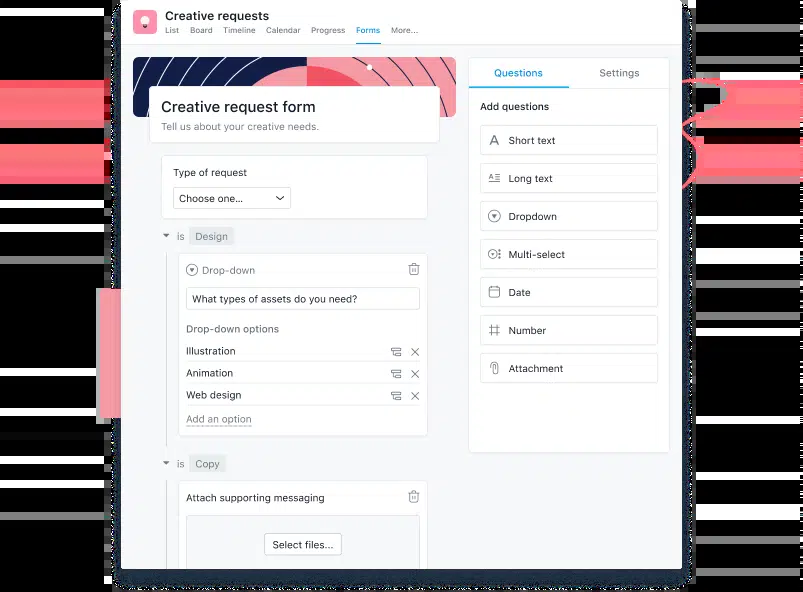 Creative requests
List Board Timeline Calendar Progress Forms More...
Creative request form
Tell us about your creative needs.
Type of request
Choose one...
is Design
Drop-down
What types of assets do you need?
Drop-down options
Illustration
Animation
Web design
Add an option
is Copy
Attach supporting messaging
Select files...
Questions Settings
Add questions
Short text
Long text
Dropdown
Multi-select
Date
Number
Attachment